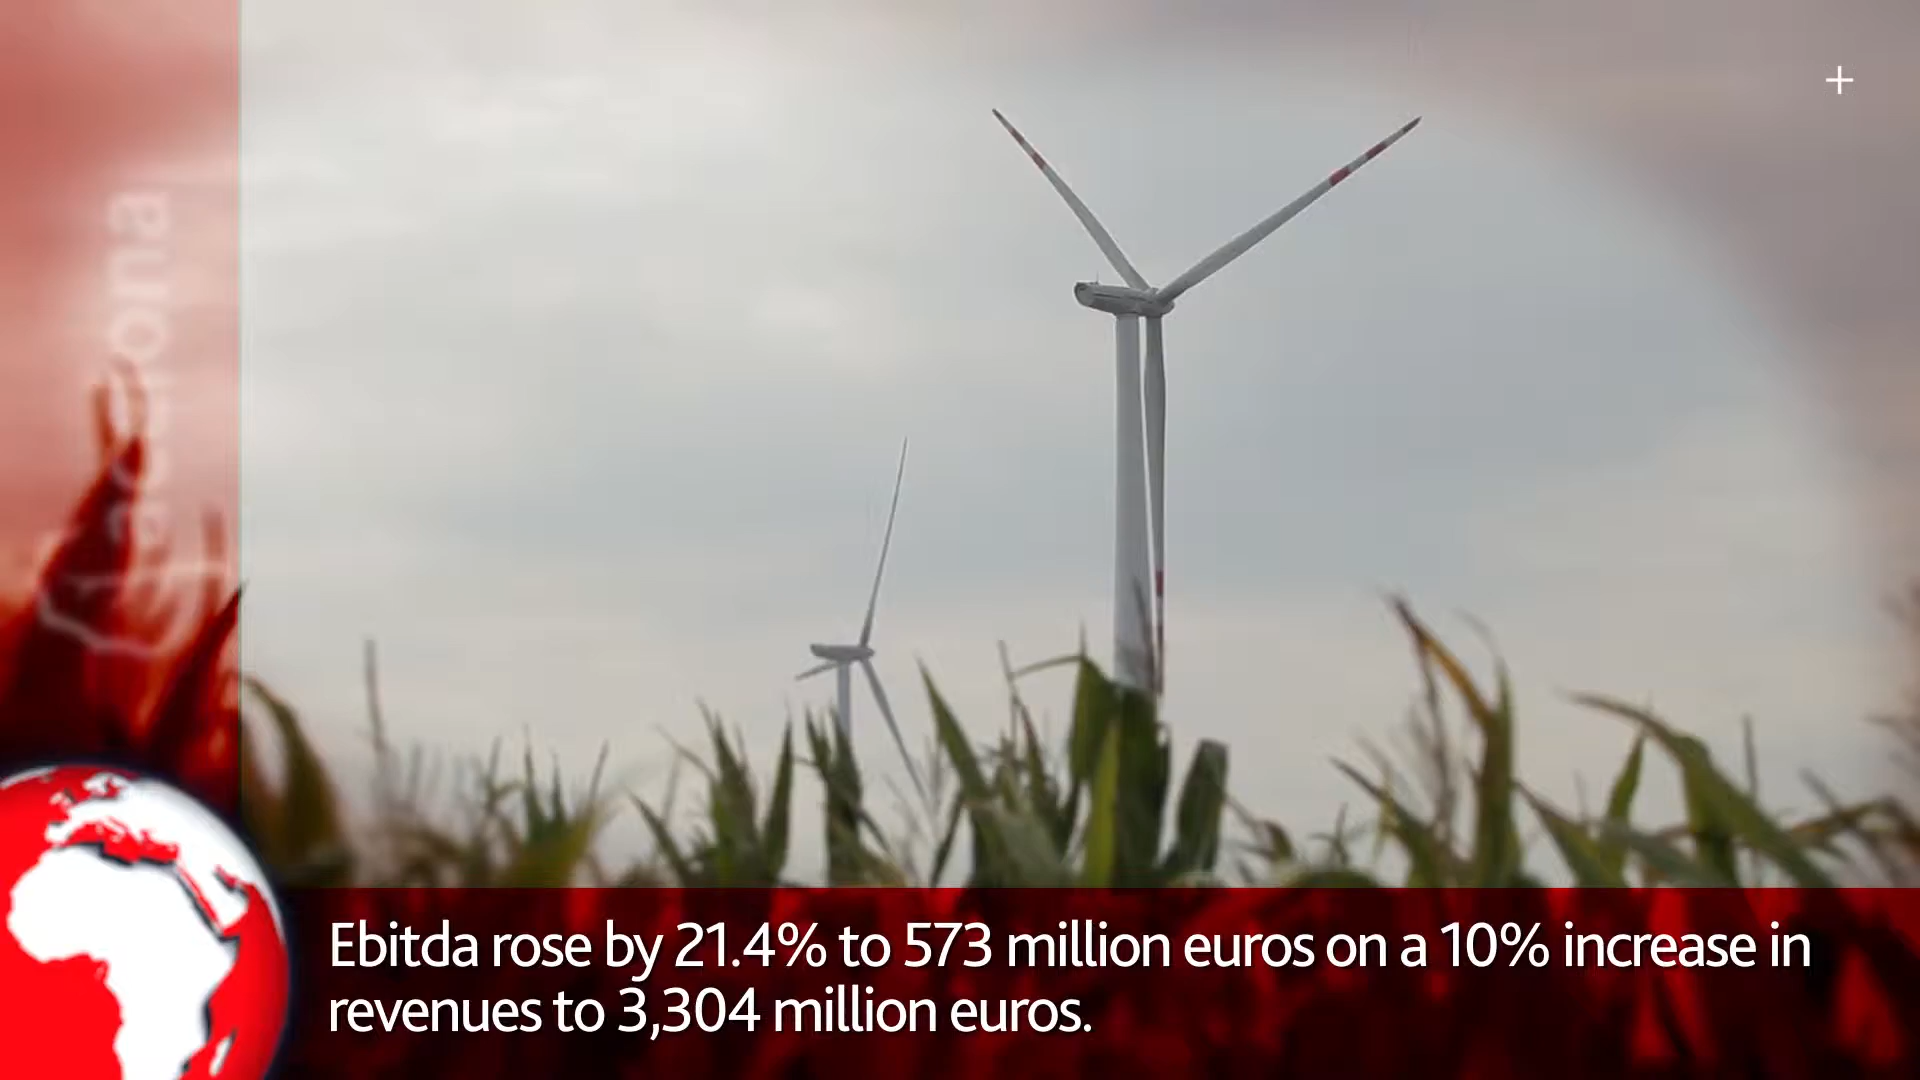 acciona
+
Ebitda rose by 21.4% to 573 million euros on a 10% increase in
revenues to 3,304 million euros.